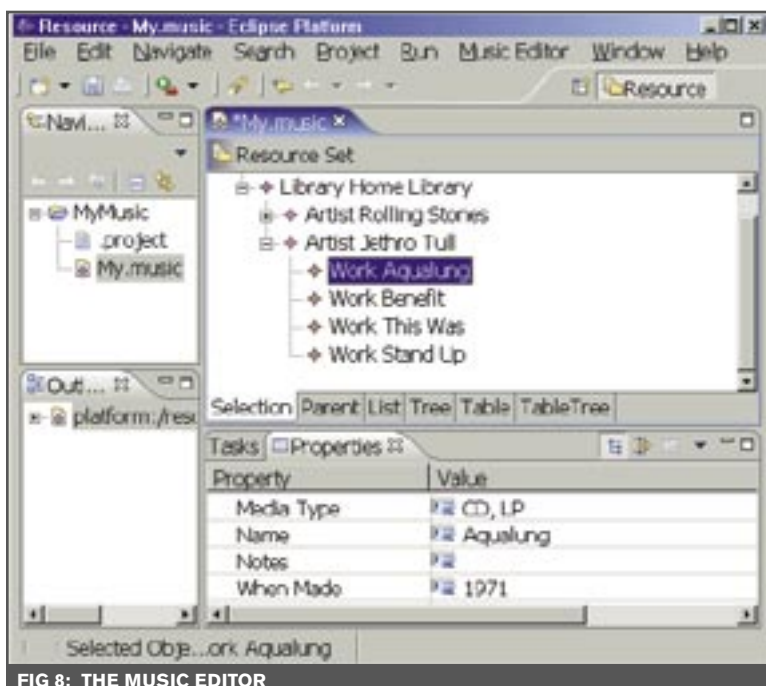 Resource - My.music - Eclipse Platform
File Edit Navigate Search Project Run Music Editor Window Help
Resource
Navi...
*My.music
Resource Set
Library Home Library
Artist Rolling Stones
Artist Jethro Tull
Work Aqualung
Work Benefit
Work This Was
Work Stand Up
MyMusic
.project
My.music
Outl...
platform:/resc
Selection Parent List Tree Table TableTree
Tasks Properties
Property Value
Media Type CD, LP
Name Aqualung
Notes
When Made 1971
Selected Obje...ork Aqualung
FIG 8: THE MUSIC EDITOR